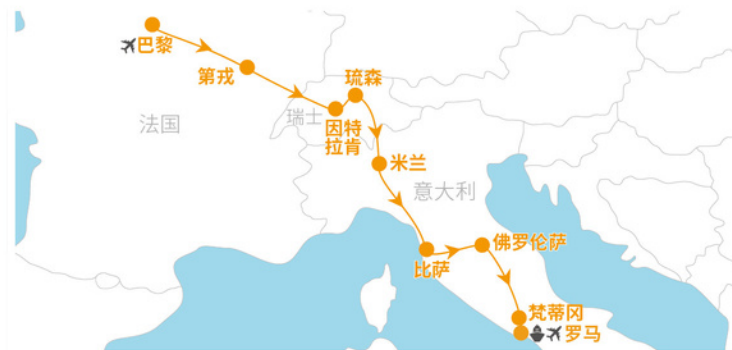 巴黎
第戎
琉森
法国
瑞士
因特
拉肯
米兰
意大利
佛罗伦萨
比萨
梵蒂冈
罗马